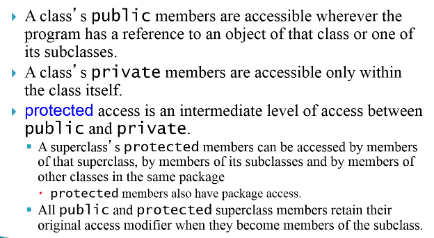 A class's public members are accessible wherever the
program has a reference to an object of that class or one of
its subclasses.
A class's private members are accessible only within
the class itself.
protected access is an intermediate level of access between
public and private.
A superclass's protected members can be accessed by members
of that superclass, by members of its subclasses and by members of
other classes in the same package
protected members also have package access.
All public and protected superclass members retain their
original access modifier when they become members of the subclass.